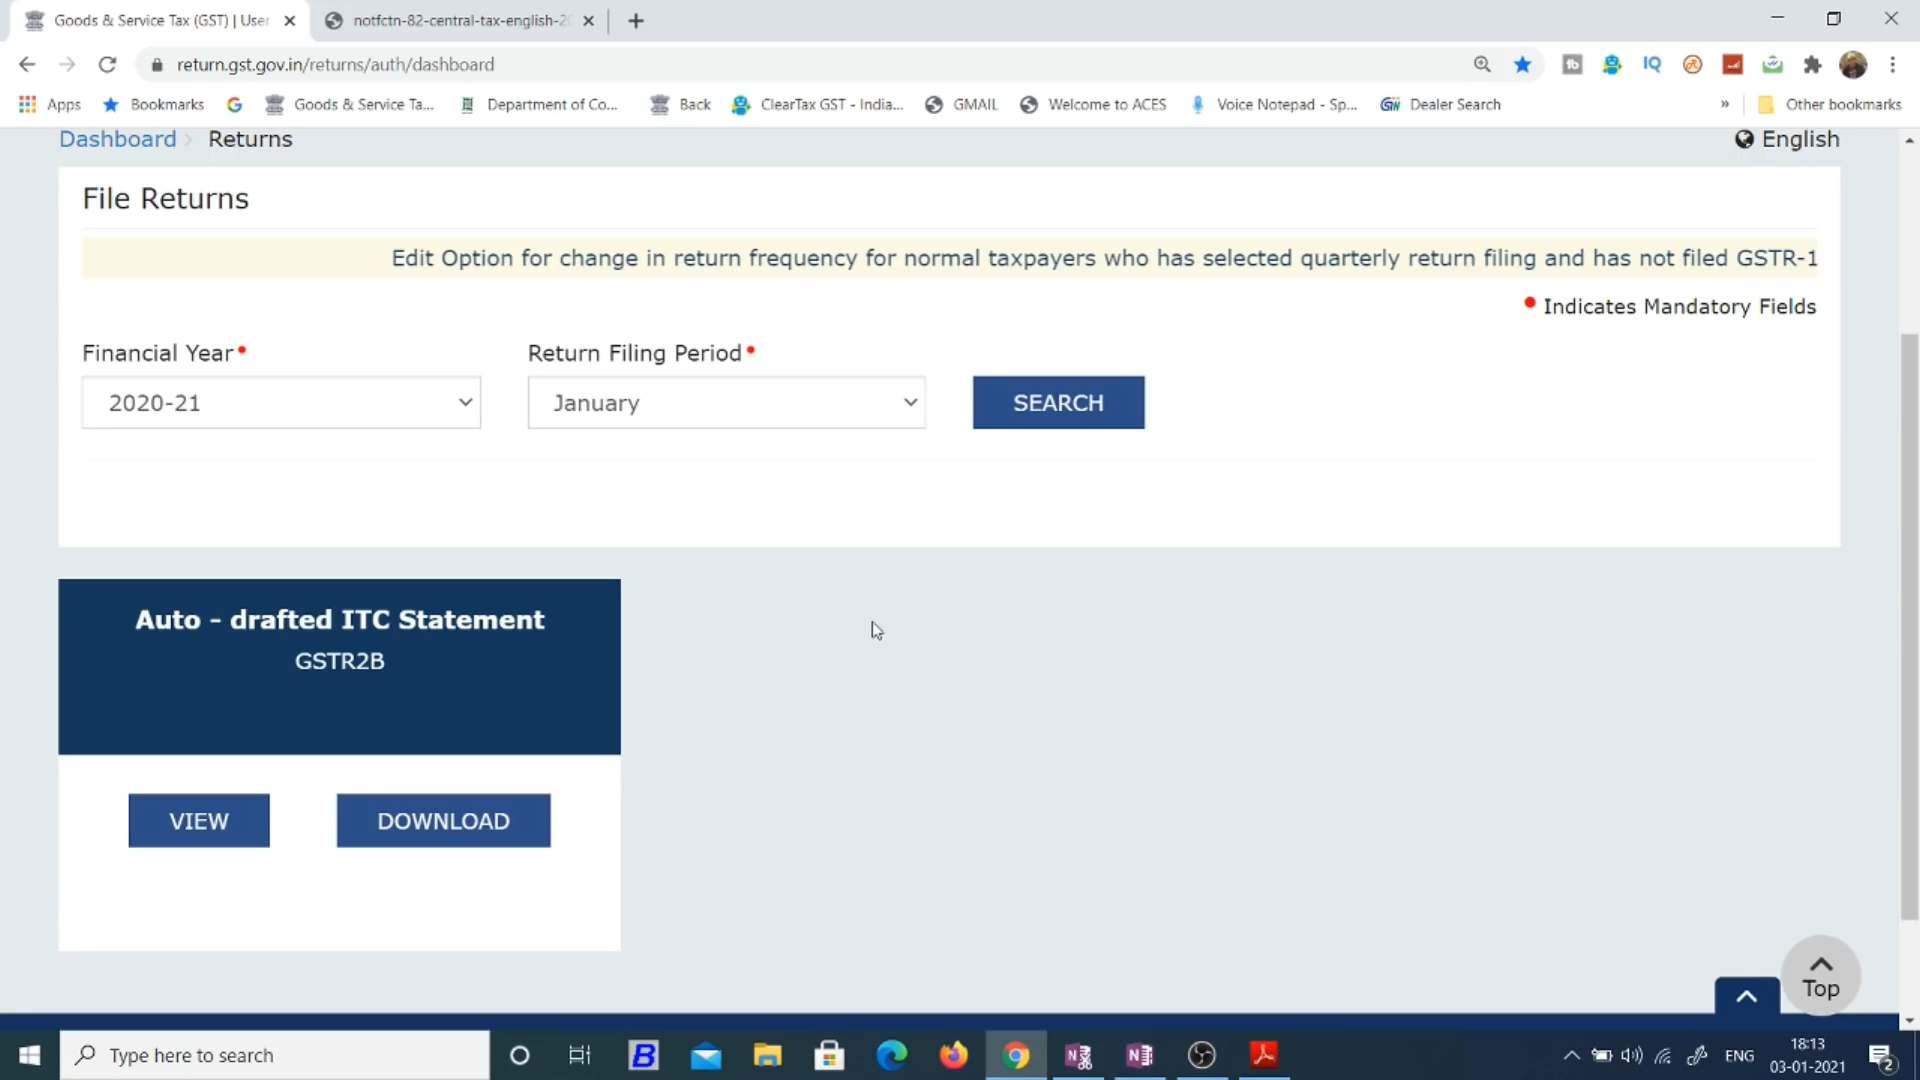 Goods & Service Tax (GST) | User
notfctn-82-central-tax-english-20
return.gst.gov.in/returns/auth/dashboard
IQ
Apps
Bookmarks
Goods & Service Ta...
Department of Co...
Back
ClearTax GST - India...
GMAIL
Welcome to ACES
Voice Notepad - Sp...
Dealer Search
»
Other bookmarks
Dashboard
Returns
English
File Returns
Edit Option for change in return frequency for normal taxpayers who has selected quarterly return filing and has not filed GSTR-1
Indicates Mandatory Fields
Financial Year
Return Filing Period
2020-21
January
SEARCH
Auto - drafted ITC Statement
GSTR2B
VIEW
DOWNLOAD
Top
Type here to search
ENG
18:13
03-01-2021
2